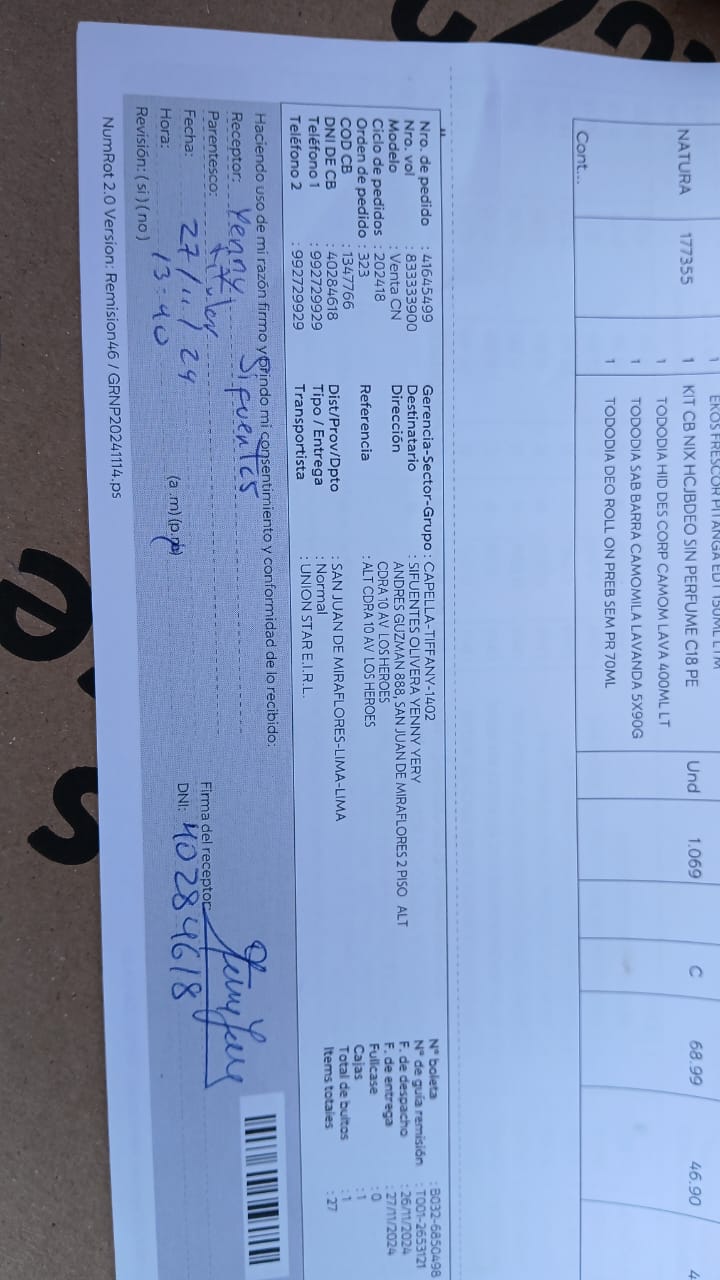 NATURA 177355 1 KIT CB NIX HCJBDEO SIN PERFUME C18 PE Und 1.069 C 68.99 46.90
1 TODODIA HID DES CORP CAMOM LAVA 400ML LT
1 TODODIA SAB BARRA CAMOMILA LAVANDA 5X90G
1 TODODIA DEO ROLL ON PREB SEM PR 70ML
Cont...
Nro. de pedido : 41645499 Gerencia-Sector-Grupo : CAPELLA-TIFFANY-1402 N° boleta : B032-6850498
Nro. vol : 833333900 Destinatario : SIFUENTES OLIVERA YENNY YERY N° de guía remisión : T001-2653121
Modelo : Venta CN Dirección ANDRES GUZMAN 888, SAN JUAN DE MIRAFLORES 2 PISO ALT F. de despacho : 26/11/2024
Ciclo de pedidos : 202418 CDRA 10 AV LOS HEROES F. de entrega : 27/11/2024
Orden de pedido : 323 Referencia : ALT CDRA 10 AV LOS HEROES Fullcase : 0
COD CB : 1347766 Cajas : 1
DNI DE CB : 40284618 Dist/Prov/Dpto : SAN JUAN DE MIRAFLORES-LIMA-LIMA Total de bultos : 1
Teléfono 1 : 992729929 Tipo / Entrega : Normal Items totales : 27
Teléfono 2 : 992729929 Transportista : UNION STAR E.I.R.L.
Haciendo uso de mi razón firmo y brindo mi consentimiento y conformidad de lo recibido:
Receptor: Yenny Sifuentes
Parentesco: Titular Firma del receptor:
Fecha: 27/11/24 DNI: 40284618
Hora: 13:40 (a .m) (p.m)
Revisión: ( si ) ( no )
NumRot 2.0 Version: Remision46 / GRNP20241114.ps